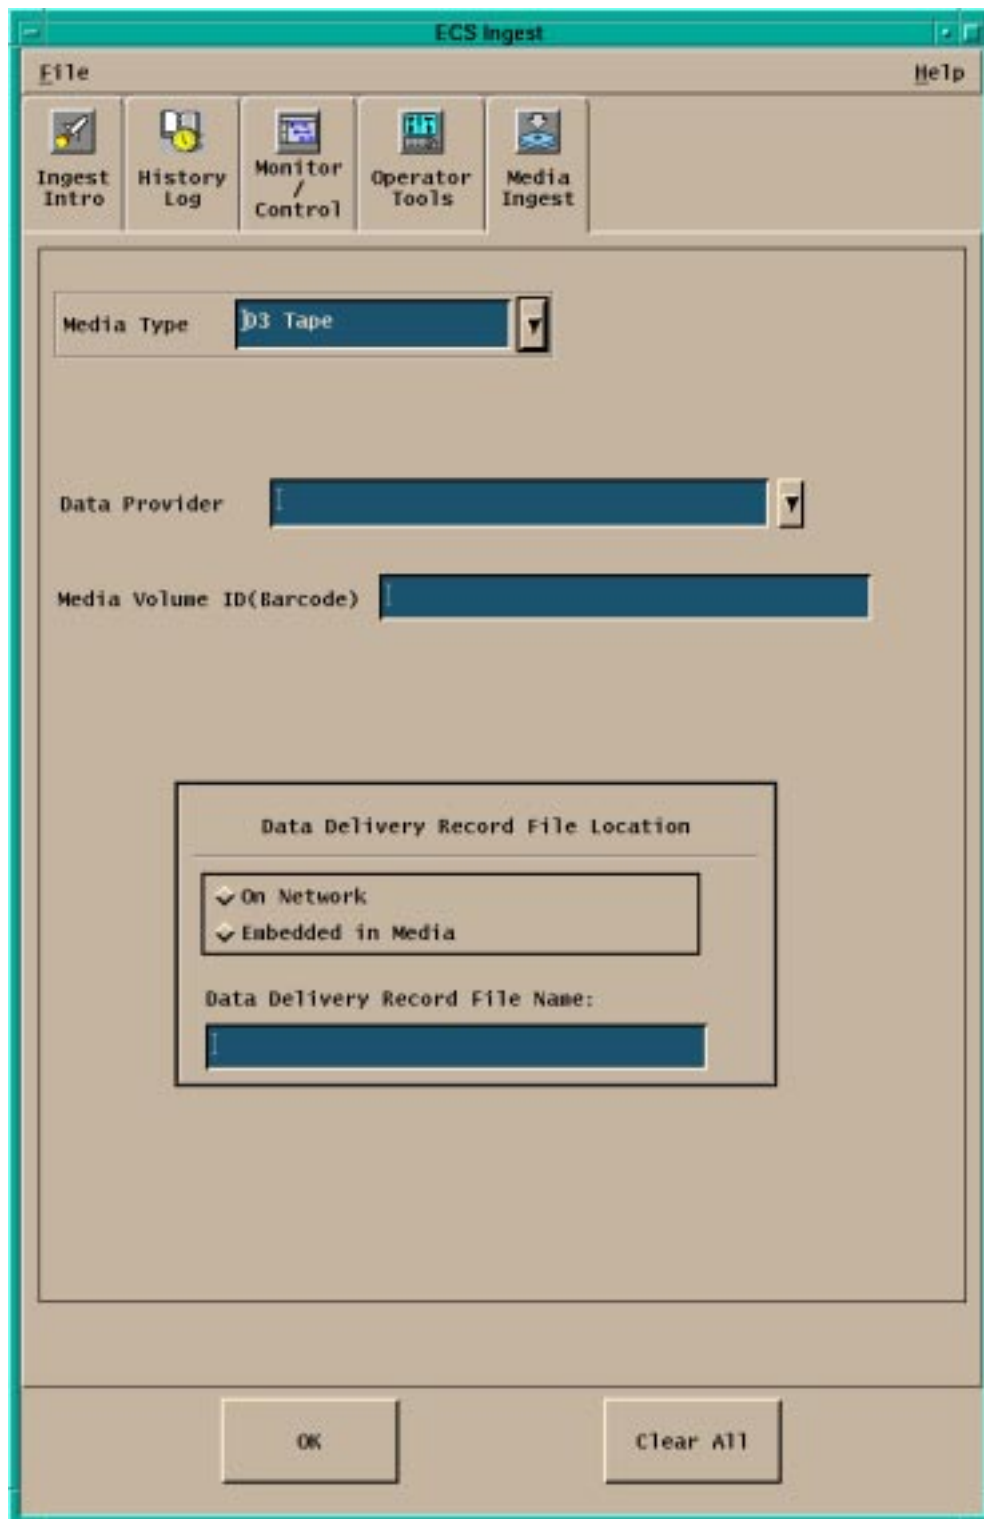 ECS Ingest
File Help
Ingest Intro
History Log
Monitor / Control
Operator Tools
Media Ingest
Media Type D3 Tape
Data Provider
Media Volume ID(Barcode)
Data Delivery Record File Location
On Network
Embedded in Media
Data Delivery Record File Name:
OK Clear All